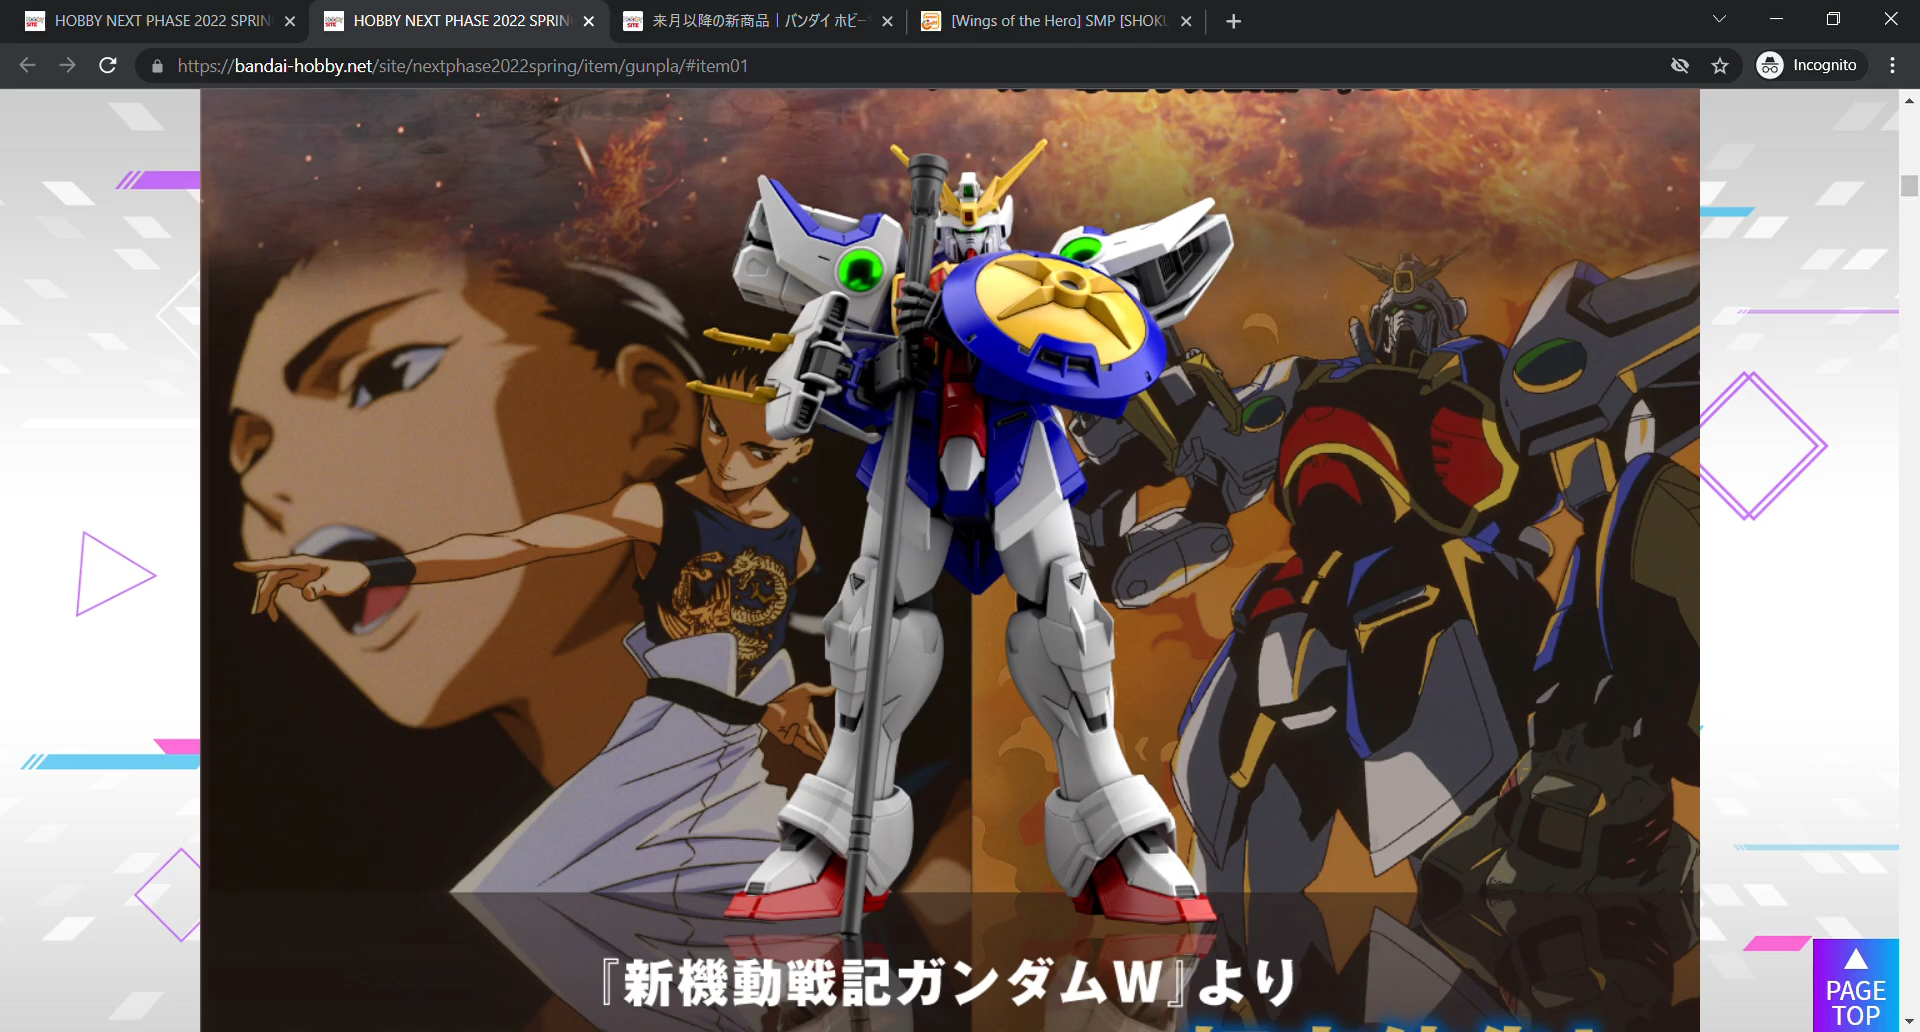 HOBBY NEXT PHASE 2022 SPRIN
HOBBY NEXT PHASE 2022 SPRIN
来月以降の新商品｜バンダイ ホビー
[Wings of the Hero] SMP [SHOKU
https://bandai-hobby.net/site/nextphase2022spring/item/gunpla/#item01
Incognito
『新機動戦記ガンダムW』より
PAGE
TOP